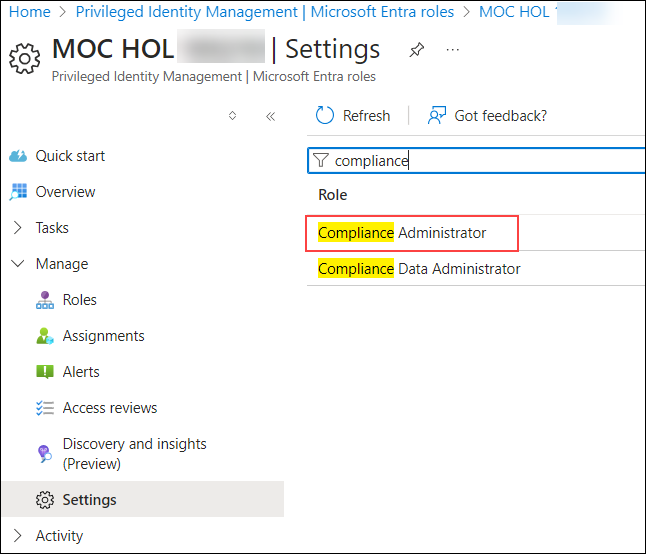 Home > Privileged Identity Management | Microsoft Entra roles > MOC HOL
MOC HOL | Settings
Privileged Identity Management | Microsoft Entra roles
Refresh
Got feedback?
Quick start
Overview
Tasks
Manage
Roles
Assignments
Alerts
Access reviews
Discovery and insights
(Preview)
Settings
Activity
compliance
Role
Compliance Administrator
Compliance Data Administrator